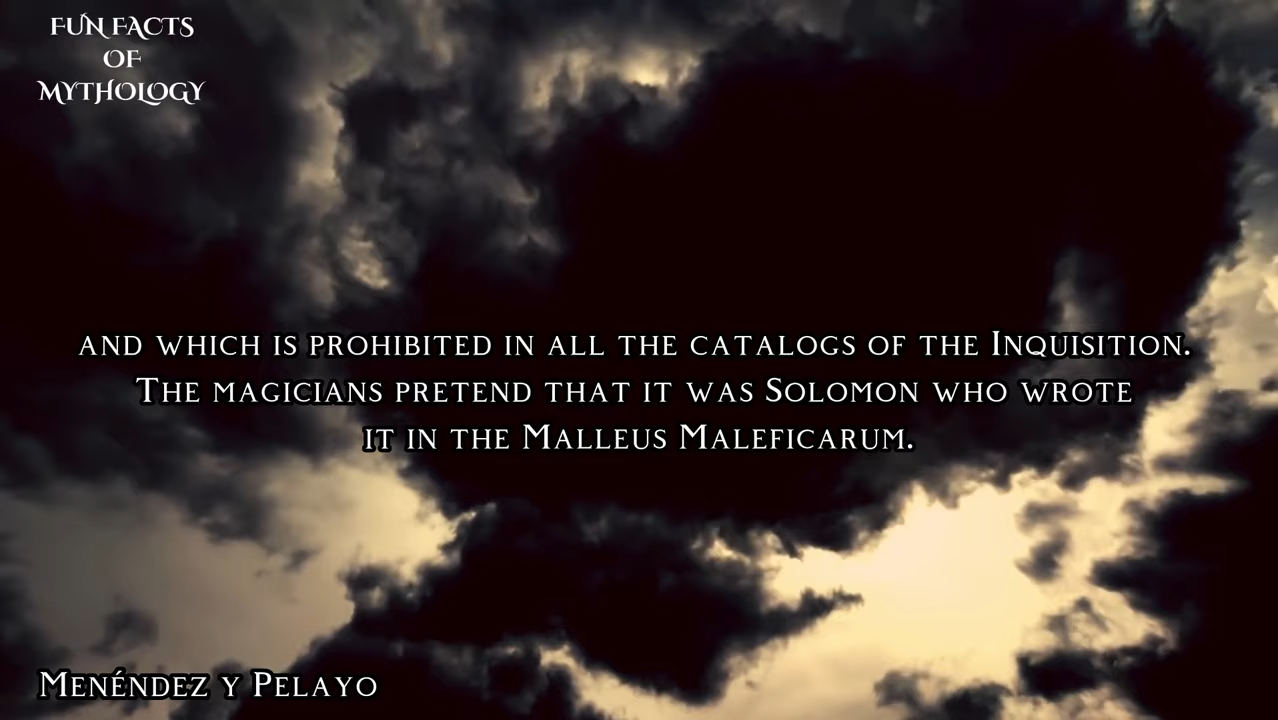 FUN FACTS
OF
MYTHOLOGY
and which is prohibited in all the catalogs of the Inquisition.
The magicians pretend that it was Solomon who wrote
it in the Malleus Maleficarum.
Menéndez y Pelayo